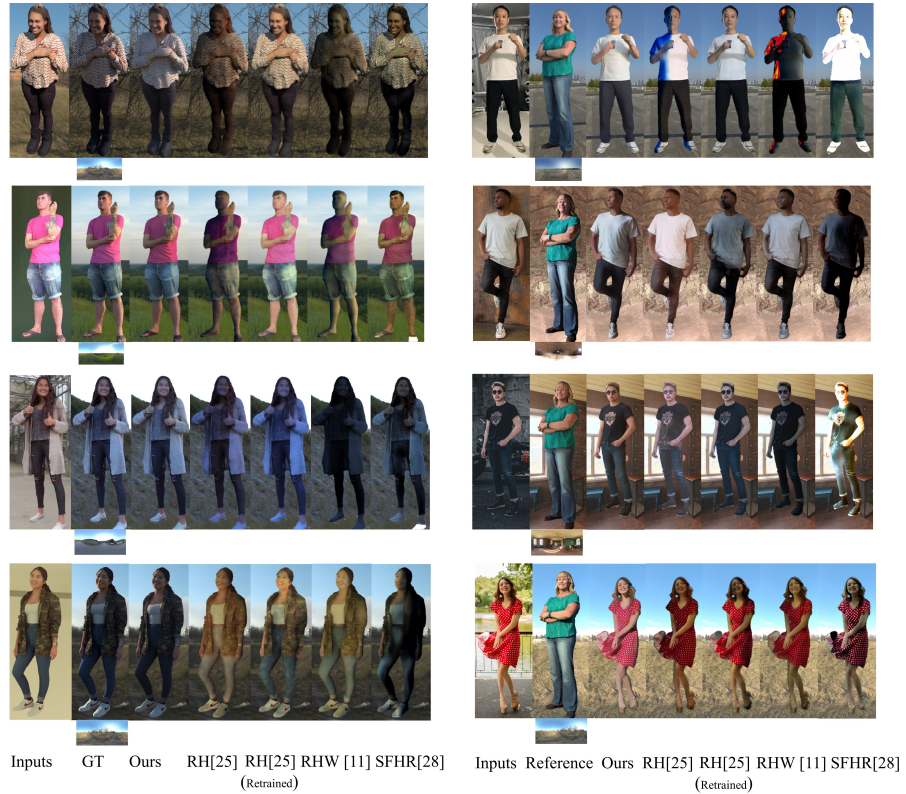 Inputs GT Ours RH[25] RH[25] RHW [11] SFHR[28]
(Retrained)
Inputs Reference Ours RH[25] RH[25] RHW [11] SFHR[28]
(Retrained)